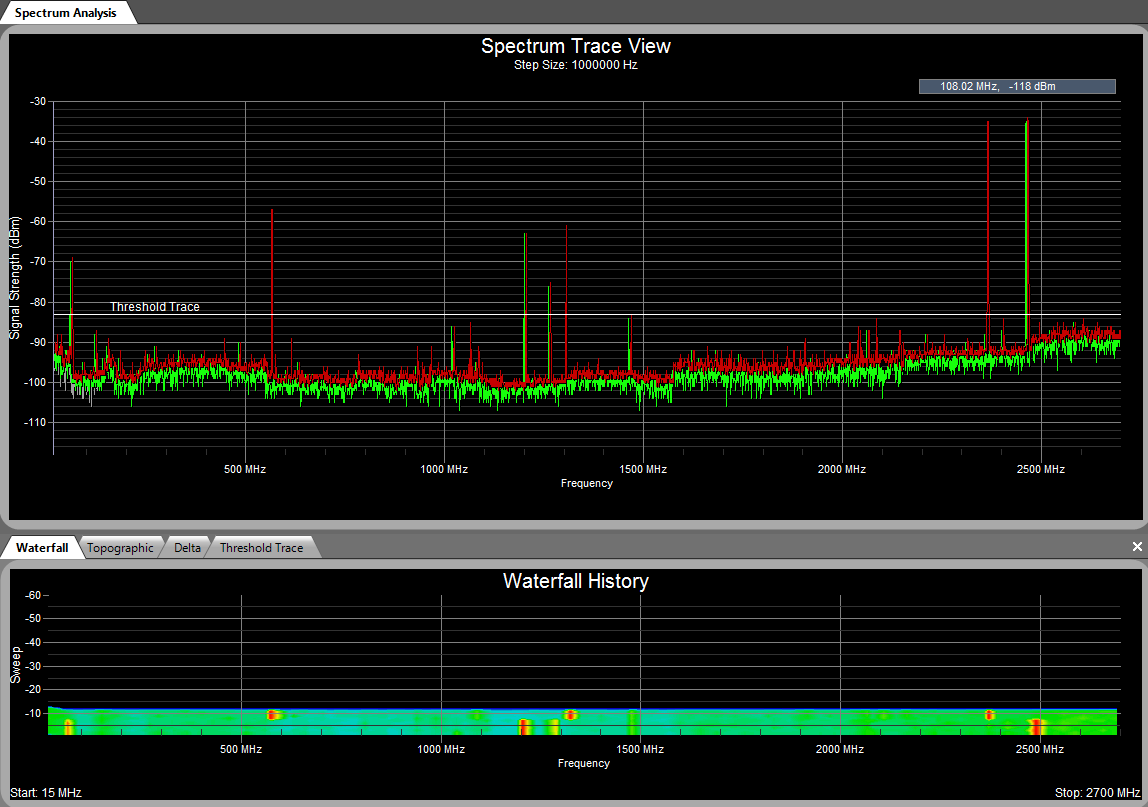 Spectrum Analysis
Spectrum Trace View
Step Size: 1000000 Hz
108.02 MHz, -118 dBm
-30
-40
-50
-60
-70
-80
-90
-100
-110
Signal Strength (dBm)
Threshold Trace
500 MHz
1000 MHz
1500 MHz
2000 MHz
2500 MHz
Frequency
Waterfall
Topographic
Delta
Threshold Trace
Waterfall History
-60
-50
-40
-30
-20
-10
Sweep
500 MHz
1000 MHz
1500 MHz
2000 MHz
2500 MHz
Frequency
Start: 15 MHz
Stop: 2700 MHz